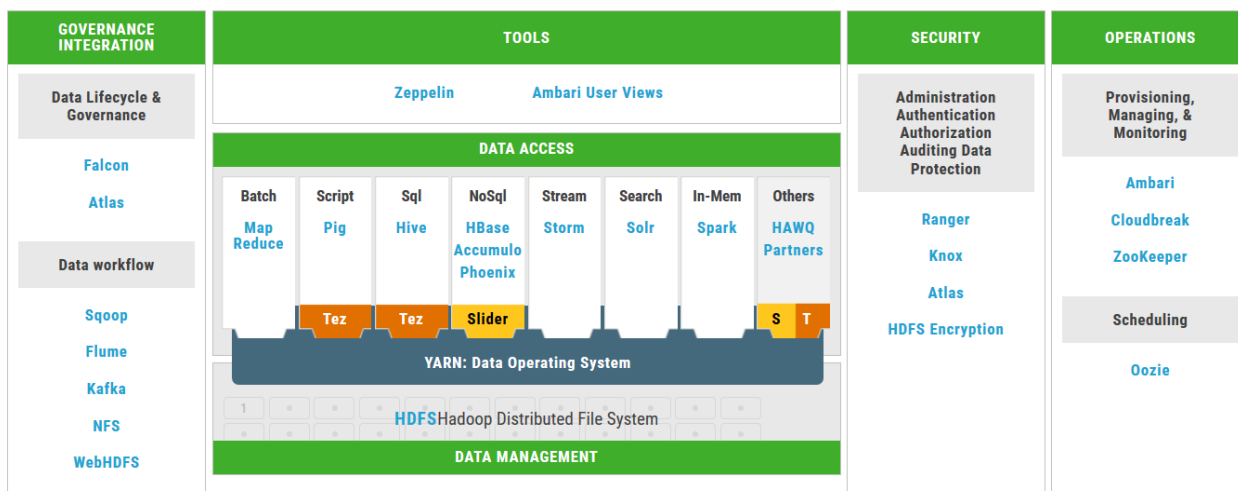 GOVERNANCE
INTEGRATION
Data Lifecycle &
Governance
Falcon
Atlas
Data workflow
Sqoop
Flume
Kafka
NFS
WebHDFS
TOOLS
Zeppelin
Ambari User Views
DATA ACCESS
Batch
Map
Reduce
Script
Pig
Tez
Sql
Hive
Tez
NoSql
HBase
Accumulo
Phoenix
Slider
Stream
Storm
Search
Solr
In-Mem
Spark
Others
HAWQ
Partners
S T
YARN: Data Operating System
1
HDFSHadoop Distributed File System
DATA MANAGEMENT
SECURITY
Administration
Authentication
Authorization
Auditing Data
Protection
Ranger
Knox
Atlas
HDFS Encryption
OPERATIONS
Provisioning,
Managing, &
Monitoring
Ambari
Cloudbreak
ZooKeeper
Scheduling
Oozie